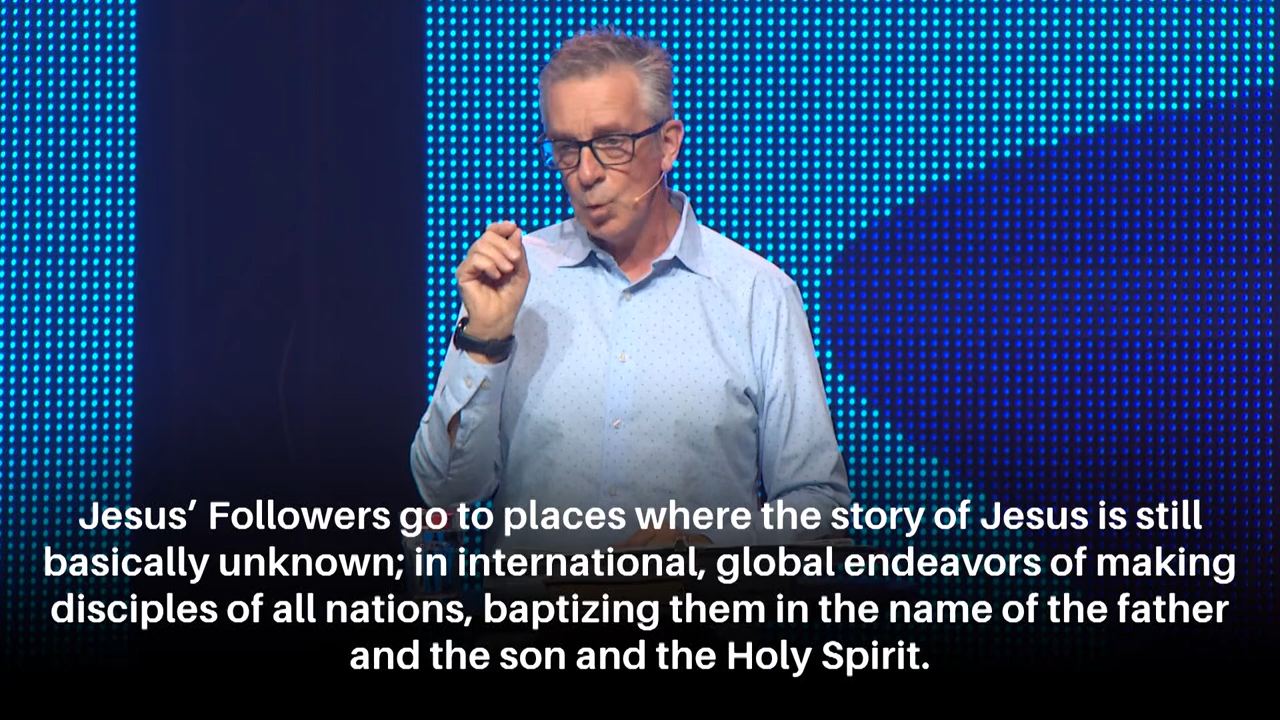 Jesus’ Followers go to places where the story of Jesus is still
basically unknown; in international, global endeavors of making
disciples of all nations, baptizing them in the name of the father
and the son and the Holy Spirit.